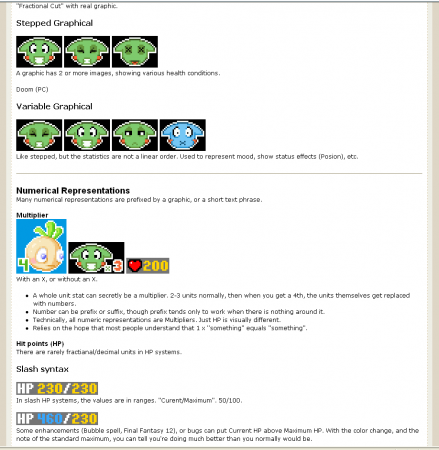 "Fractional Cut" with real graphic.
Stepped Graphical
A graphic has 2 or more images, showing various health conditions.
Doom (PC)
Variable Graphical
Like stepped, but the statistics are not a linear order. Used to represent mood, show status effects (Posion), etc.
Numerical Representations
Many numerical representations are prefixed by a graphic, or a short text phrase.
Multiplier
4 x3 200
With an X, or without an X.
• A whole unit stat can secretly be a multiplier. 2-3 units normally, then when you get a 4th, the units themselves get replaced
with numbers.
• Number can be prefix or suffix, though prefix tends only to work when there is nothing around it.
• Technically, all numeric representations are Multipliers. Just HP is visually different.
• Relies on the hope that most people understand that 1 x "something" equals "something".
Hit points (HP)
There are rarely fractional/decimal units in HP systems.
Slash syntax
HP 230/230
In slash HP systems, the values are in ranges. "Curent/Maximum". 50/100.
HP 460/230
Some enhancements (Bubble spell, Final Fantasy 12), or bugs can put Current HP above Maximum HP. With the color change, and the
note of the standard maximum, you can tell you're doing much better than you normally would be.